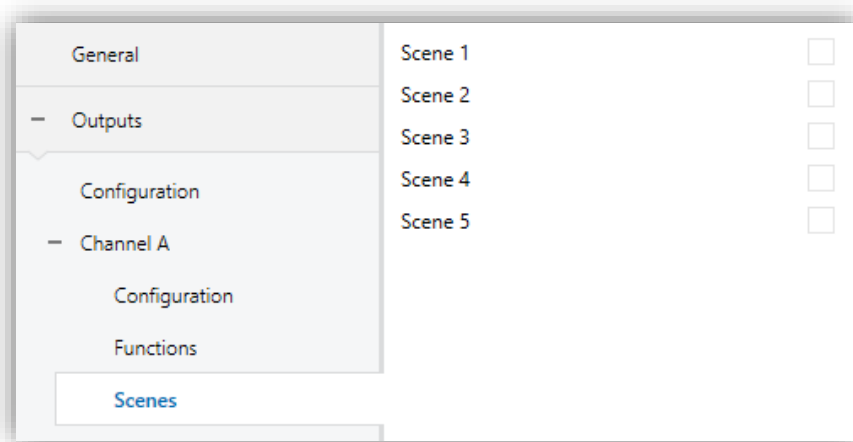 General
Outputs
Configuration
Channel A
Configuration
Functions
Scenes
Scene 1
Scene 2
Scene 3
Scene 4
Scene 5